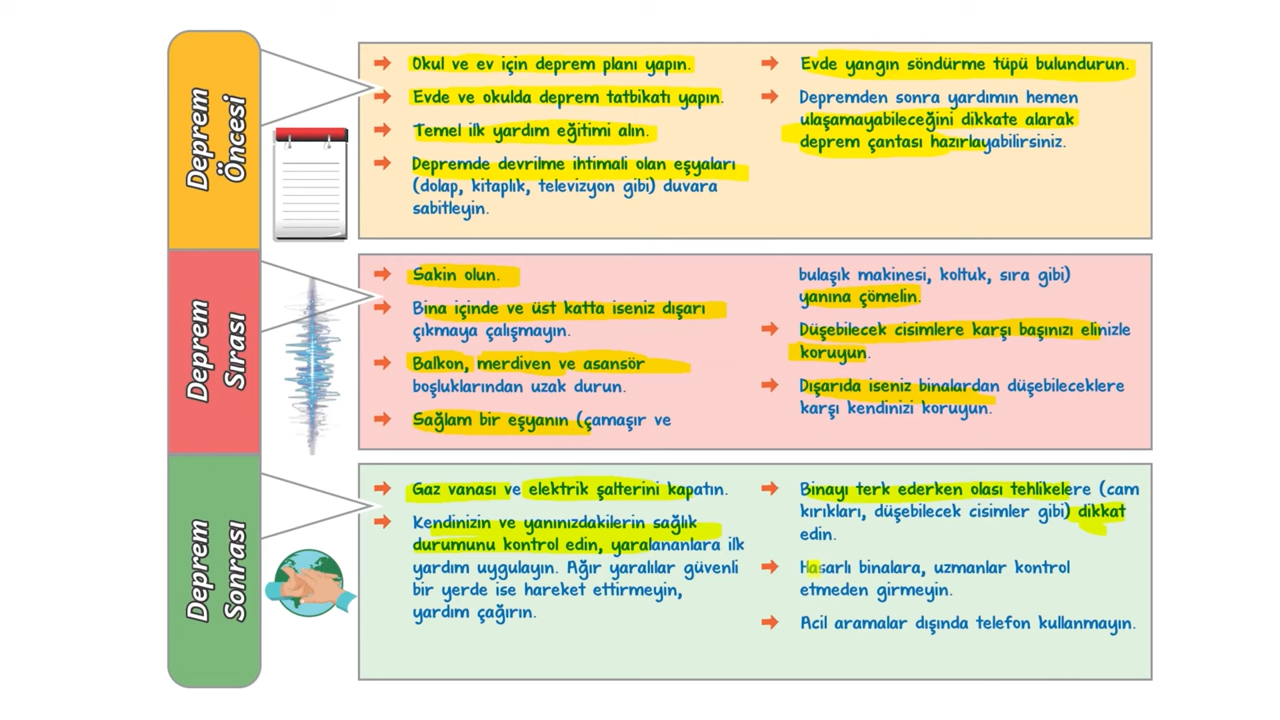 Deprem
Öncesi
Okul ve ev için deprem planı yapın.
Evde ve okulda deprem tatbikatı yapın.
Temel ilk yardım eğitimi alın.
Depremde devrilme ihtimali olan eşyaları
(dolap, kitaplık, televizyon gibi) duvara
sabitleyin.
Evde yangın söndürme tüpü bulundurun.
Depremden sonra yardımın hemen
ulaşamayabileceğini dikkate alarak
deprem çantası hazırlayabilirsiniz.
Deprem
Sırası
Sakin olun.
Bina içinde ve üst katta iseniz dışarı
çıkmaya çalışmayın.
Balkon, merdiven ve asansör
boşluklarından uzak durun.
Sağlam bir eşyanın (çamaşır ve
bulaşık makinesi, koltuk, sıra gibi)
yanına çömelin.
Düşebilecek cisimlere karşı başınızı elinizle
koruyun.
Dışarıda iseniz binalardan düşebileceklere
karşı kendinizi koruyun.
Deprem
Sonrası
Gaz vanası ve elektrik şalterini kapatın.
Kendinizin ve yanınızdakilerin sağlık
durumunu kontrol edin, yaralananlara ilk
yardım uygulayın. Ağır yaralılar güvenli
bir yerde ise hareket ettirmeyin,
yardım çağırın.
Binayı terk ederken olası tehlikelere (cam
kırıkları, düşebilecek cisimler gibi) dikkat
edin.
Hasarlı binalara, uzmanlar kontrol
etmeden girmeyin.
Acil aramalar dışında telefon kullanmayın.